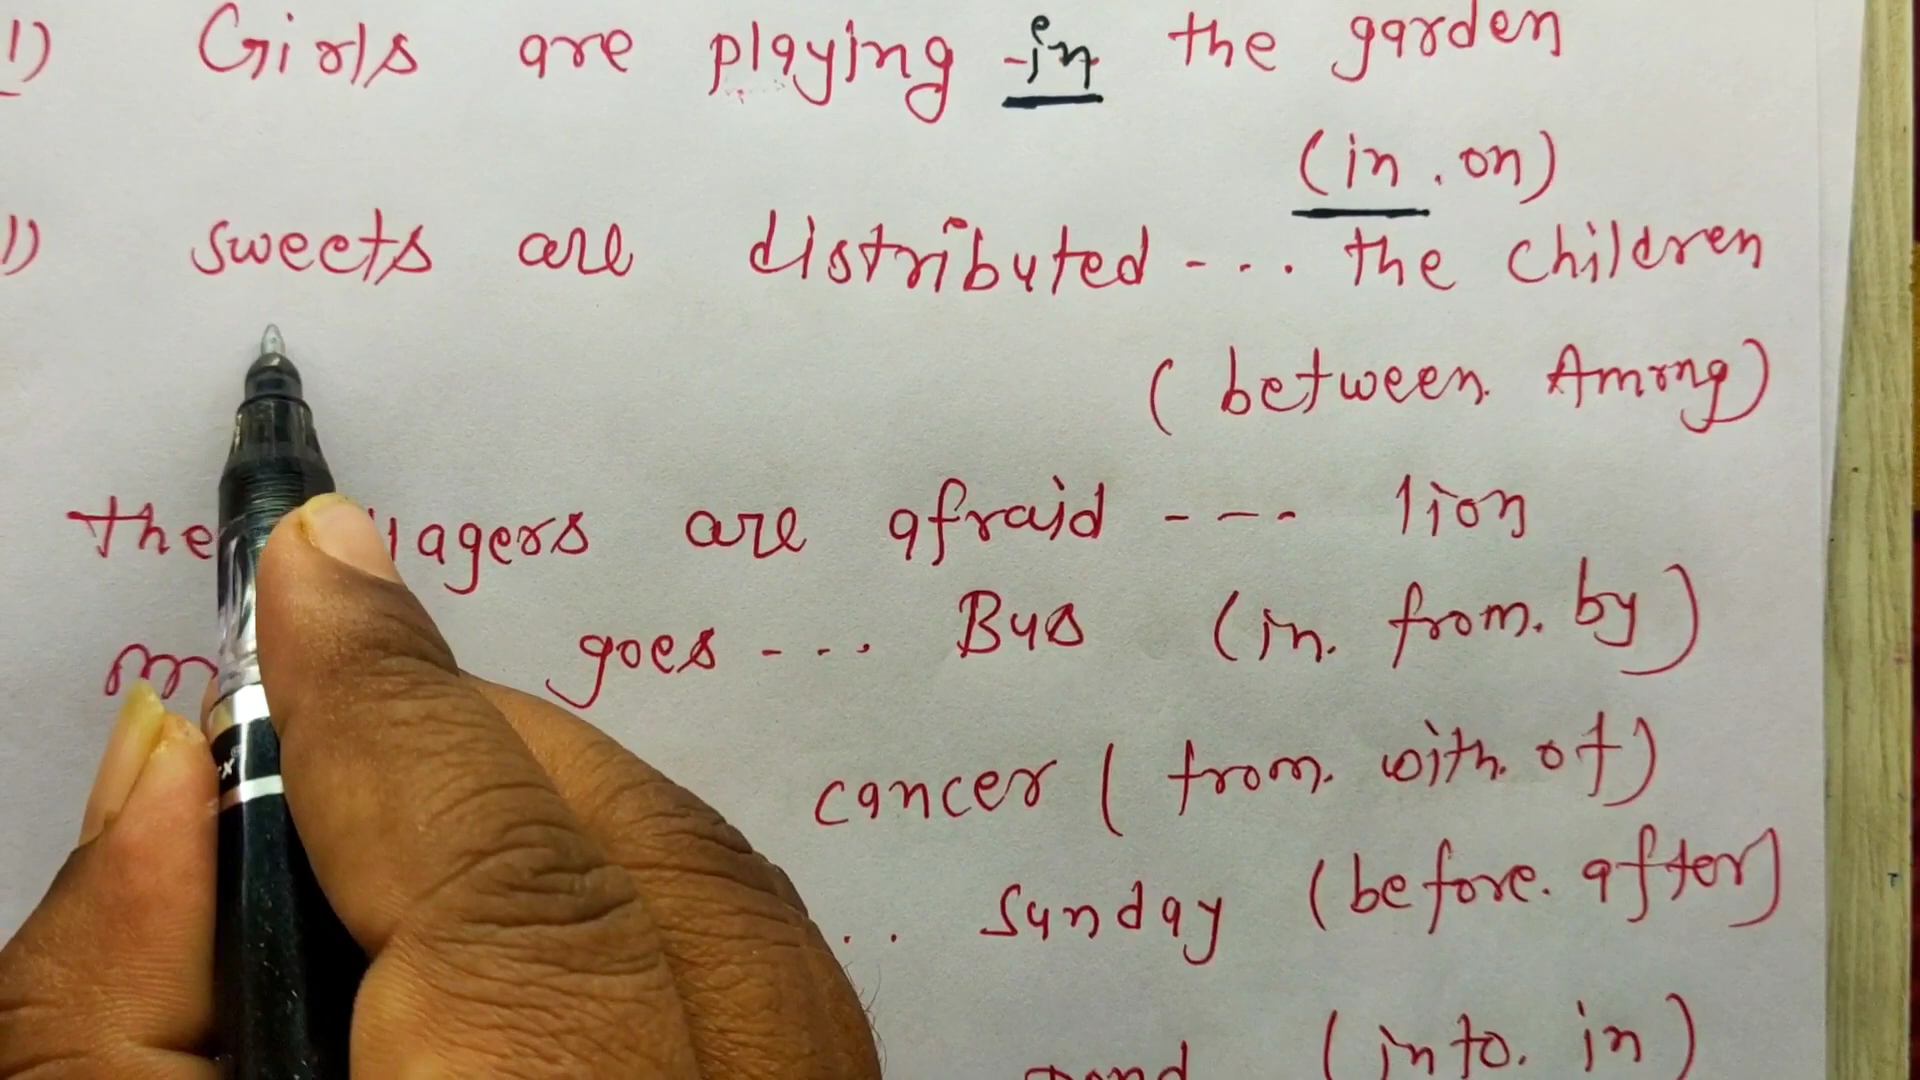 1) Girls are playing in the garden
(in. on)
1) sweets are distributed --- the children
(between. Among)
the agers are afraid --- lion
goes --- Bus (in. from. by)
cancer ( from. with. of)
.. Sunday (before. after)
pond (into. in)